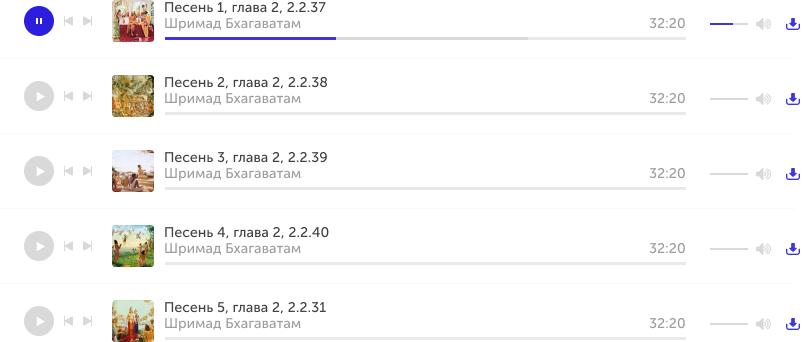 Песень 1, глава 2, 2.2.37
Шримад Бхагаватам
32:20
Песень 2, глава 2, 2.2.38
Шримад Бхагаватам
32:20
Песень 3, глава 2, 2.2.39
Шримад Бхагаватам
32:20
Песень 4, глава 2, 2.2.40
Шримад Бхагаватам
32:20
Песень 5, глава 2, 2.2.31
Шримад Бхагаватам
32:20